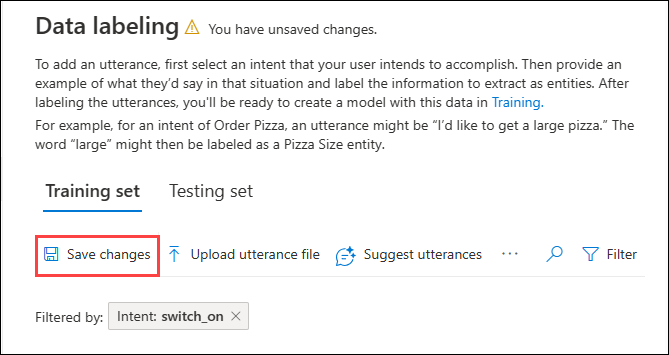 Data labeling You have unsaved changes.
To add an utterance, first select an intent that your user intends to accomplish. Then provide an
example of what they’d say in that situation and label the information to extract as entities. After
labeling the utterances, you'll be ready to create a model with this data in Training.
For example, for an intent of Order Pizza, an utterance might be “I’d like to get a large pizza.” The
word “large” might then be labeled as a Pizza Size entity.
Training set Testing set
Save changes Upload utterance file Suggest utterances ··· Filter
Filtered by: Intent: switch_on ×